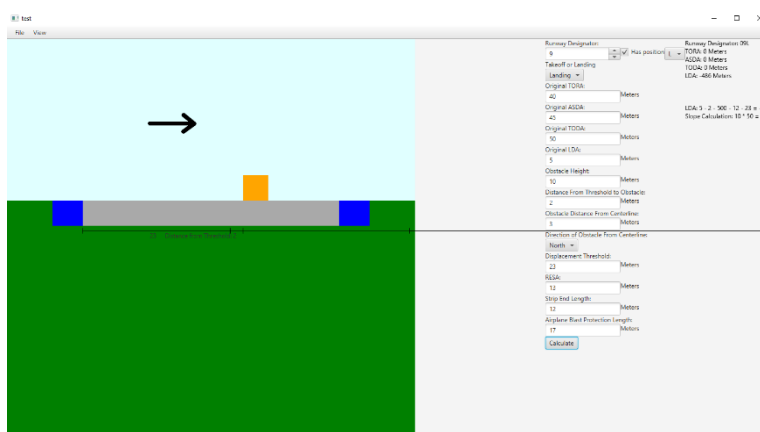 test
File View
Runway Designator:
9
Has position
L
Takeoff or Landing
Landing
Original TORA:
40
Meters
Original ASDA:
45
Meters
Original TODA:
50
Meters
Original LDA:
5
Meters
Obstacle Height:
10
Meters
Distance From Threshold to Obstacle:
2
Meters
Obstacle Distance From Centerline:
3
Meters
Direction of Obstacle From Centerline:
North
Displacement Threshold:
23
Meters
RESA:
13
Meters
Strip End Length:
12
Meters
Airplane Blast Protection Length:
17
Meters
Calculate
Runway Designator: 09L
TORA: 0 Meters
ASDA: 0 Meters
TODA: 0 Meters
LDA: -486 Meters
LDA: 5 - 2 - 500 - 12 - 23 =
Slope Calculation: 10 * 50 =